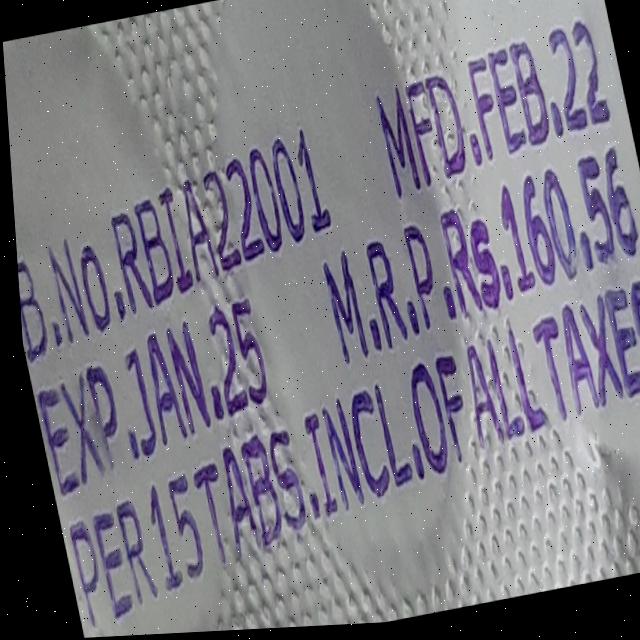 B.NO.RBIA22001 MFD.FEB.22
EXP.JAN.25 M.R.P.Rs.160.56
PER 15 TABS.INCL.OF ALL TAXE